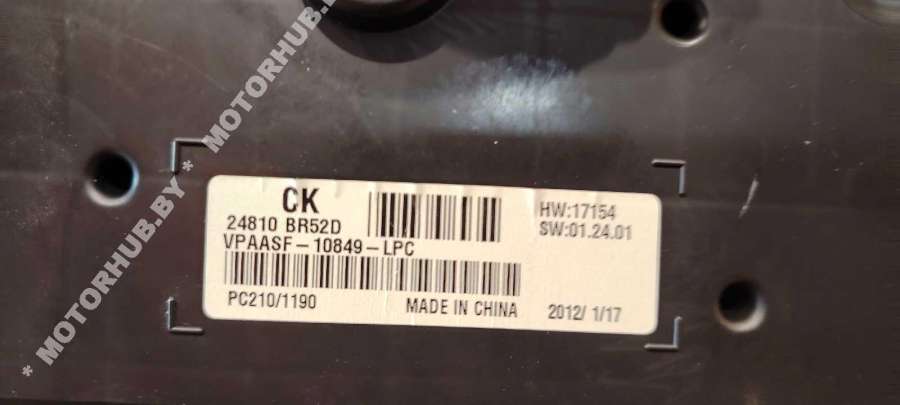 CK
24810 BR52D
VPAASF-10849-LPC
HW:17154
SW:01.24.01
PC210/1190
MADE IN CHINA
2012/ 1/17
* MOTORHUB.BY * MOTORHUB.BY